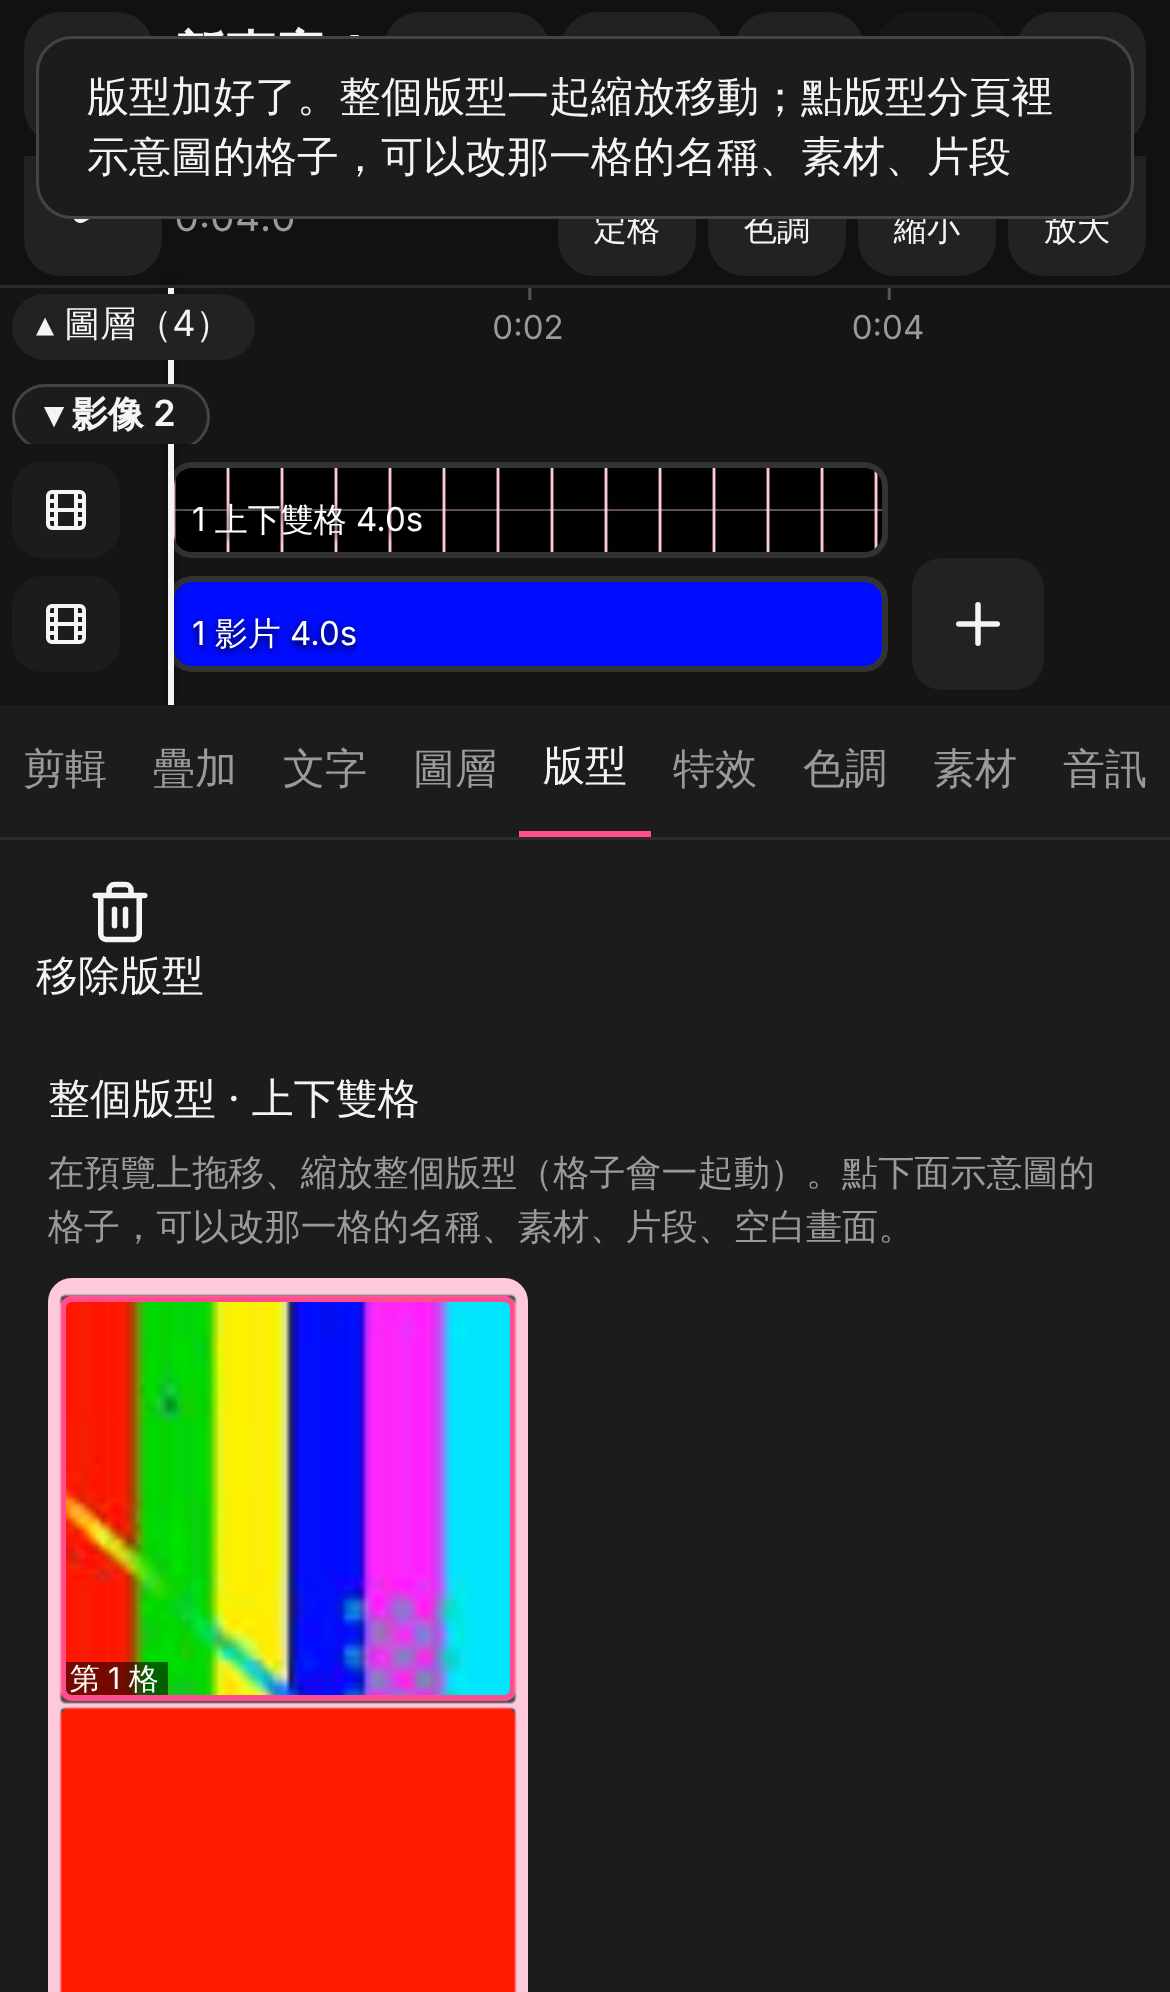 版型加好了。整個版型一起縮放移動；點版型分頁裡
示意圖的格子，可以改那一格的名稱、素材、片段
0:04.0
定格 色調 縮小 放大
▲ 圖層（4） 0:02 0:04
▼影像 2
1 上下雙格 4.0s
1 影片 4.0s
剪輯 疊加 文字 圖層 版型 特效 色調 素材 音訊
移除版型
整個版型 · 上下雙格
在預覽上拖移、縮放整個版型（格子會一起動）。點下面示意圖的
格子，可以改那一格的名稱、素材、片段、空白畫面。
第 1 格